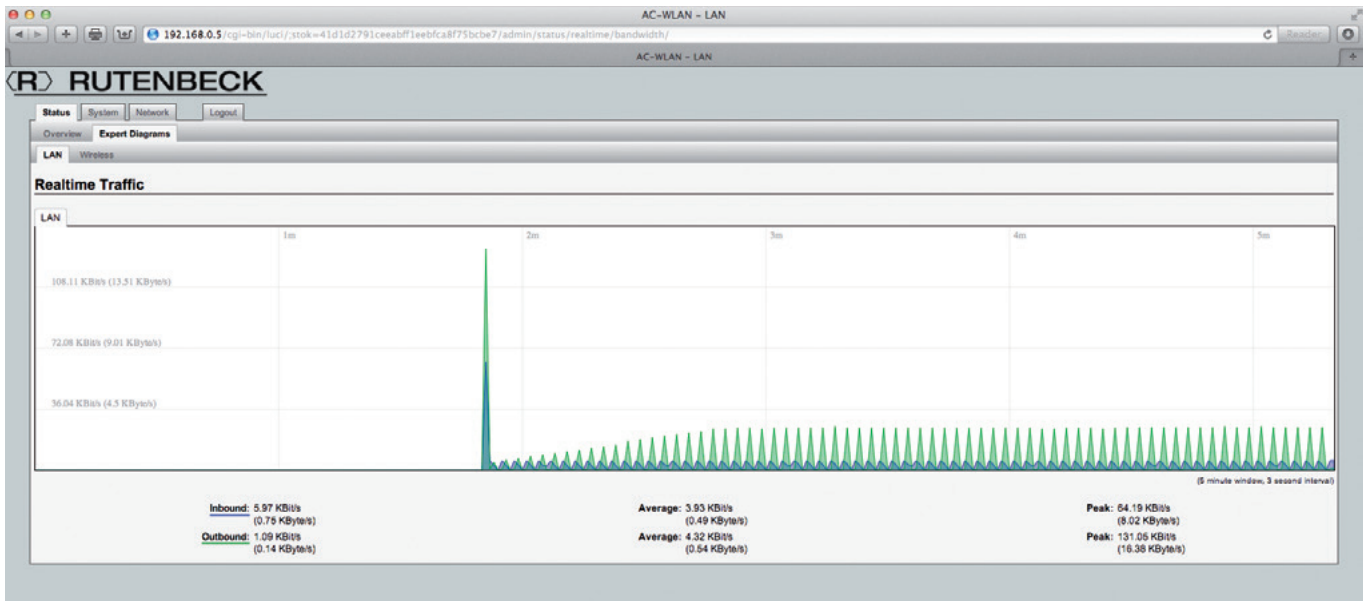 AC-WLAN – LAN
192.168.0.5/cgi-bin/luci/;stok=41d1d2791ceeabff1eebfca8f75bcbe7/admin/status/realtime/bandwidth/
Reader
AC-WLAN – LAN
⟨R⟩ RUTENBECK
Status System Network Logout
Overview Expert Diagrams
LAN Wireless
Realtime Traffic
LAN
1m 2m 3m 4m 5m
108.11 KBit/s (13.51 KByte/s)
72.08 KBit/s (9.01 KByte/s)
36.04 KBit/s (4.5 KByte/s)
(5 minute window, 3 second interval)
Inbound: 5.97 KBit/s Average: 3.93 KBit/s Peak: 64.19 KBit/s
(0.75 KByte/s) (0.49 KByte/s) (8.02 KByte/s)
Outbound: 1.09 KBit/s Average: 4.32 KBit/s Peak: 131.05 KBit/s
(0.14 KByte/s) (0.54 KByte/s) (16.38 KByte/s)